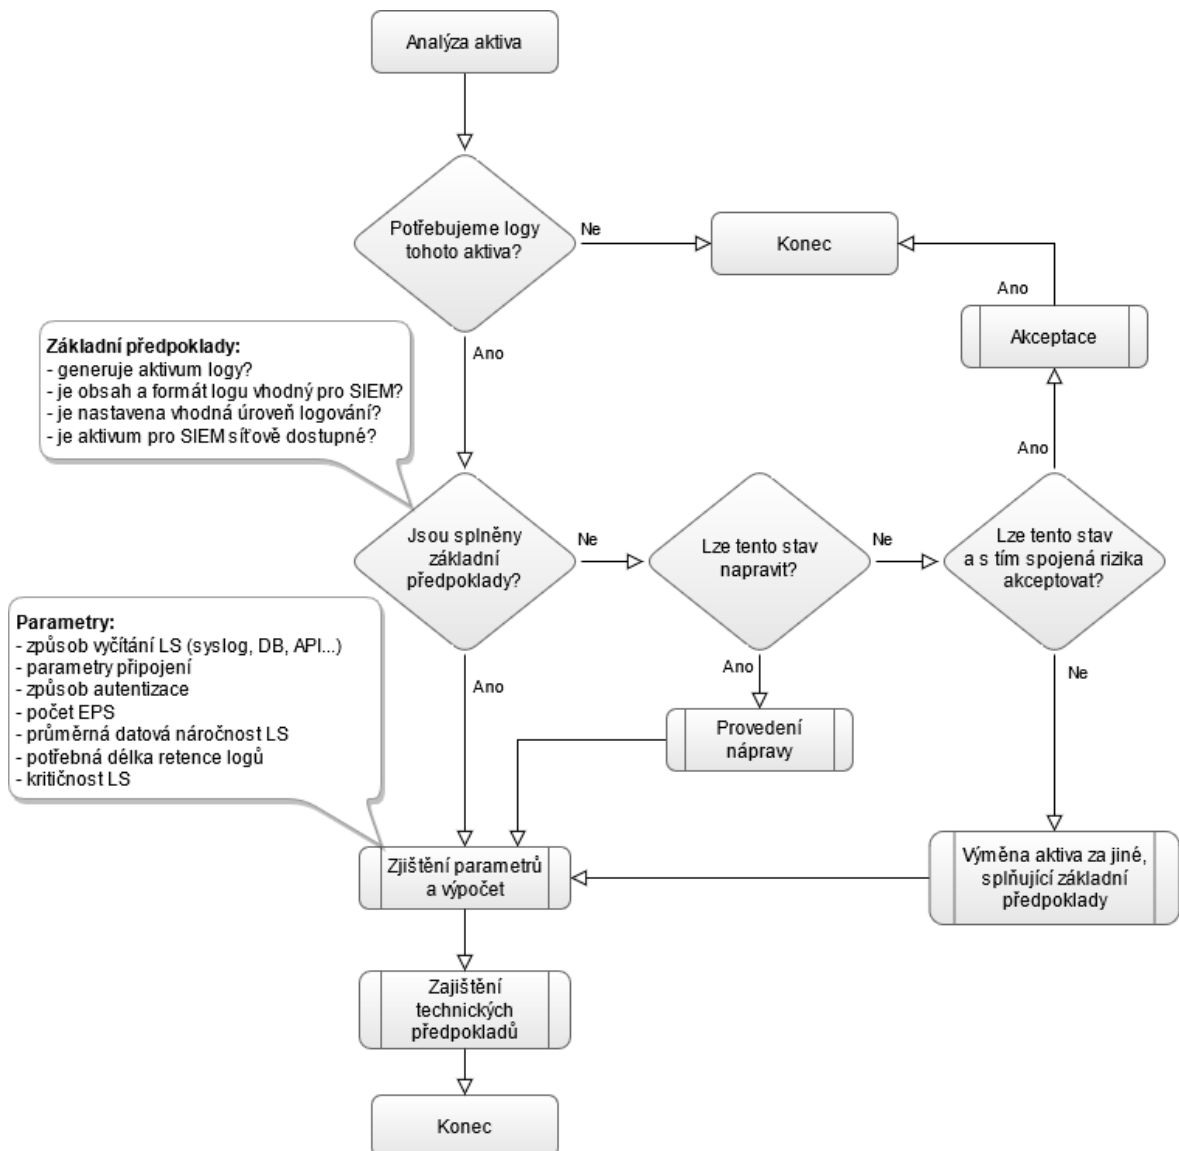 Analýza aktiva
Potřebujeme logy
tohoto aktiva?
Ne
Konec
Ano
Akceptace
Základní předpoklady:
- generuje aktivum logy?
- je obsah a formát logu vhodný pro SIEM?
- je nastavena vhodná úroveň logování?
- je aktivum pro SIEM síťově dostupné?
Ano
Ano
Jsou splněny
základní
předpoklady?
Ne
Lze tento stav
napravit?
Ne
Lze tento stav
a s tím spojená rizika
akceptovat?
Parametry:
- způsob vyčítání LS (syslog, DB, API...)
- parametry připojení
- způsob autentizace
- počet EPS
- průměrná datová náročnost LS
- potřebná délka retence logů
- kritičnost LS
Ano
Ano
Ne
Provedení
nápravy
Zjištění parametrů
a výpočet
Výměna aktiva za jiné,
splňující základní
předpoklady
Zajištění
technických
předpokladů
Konec